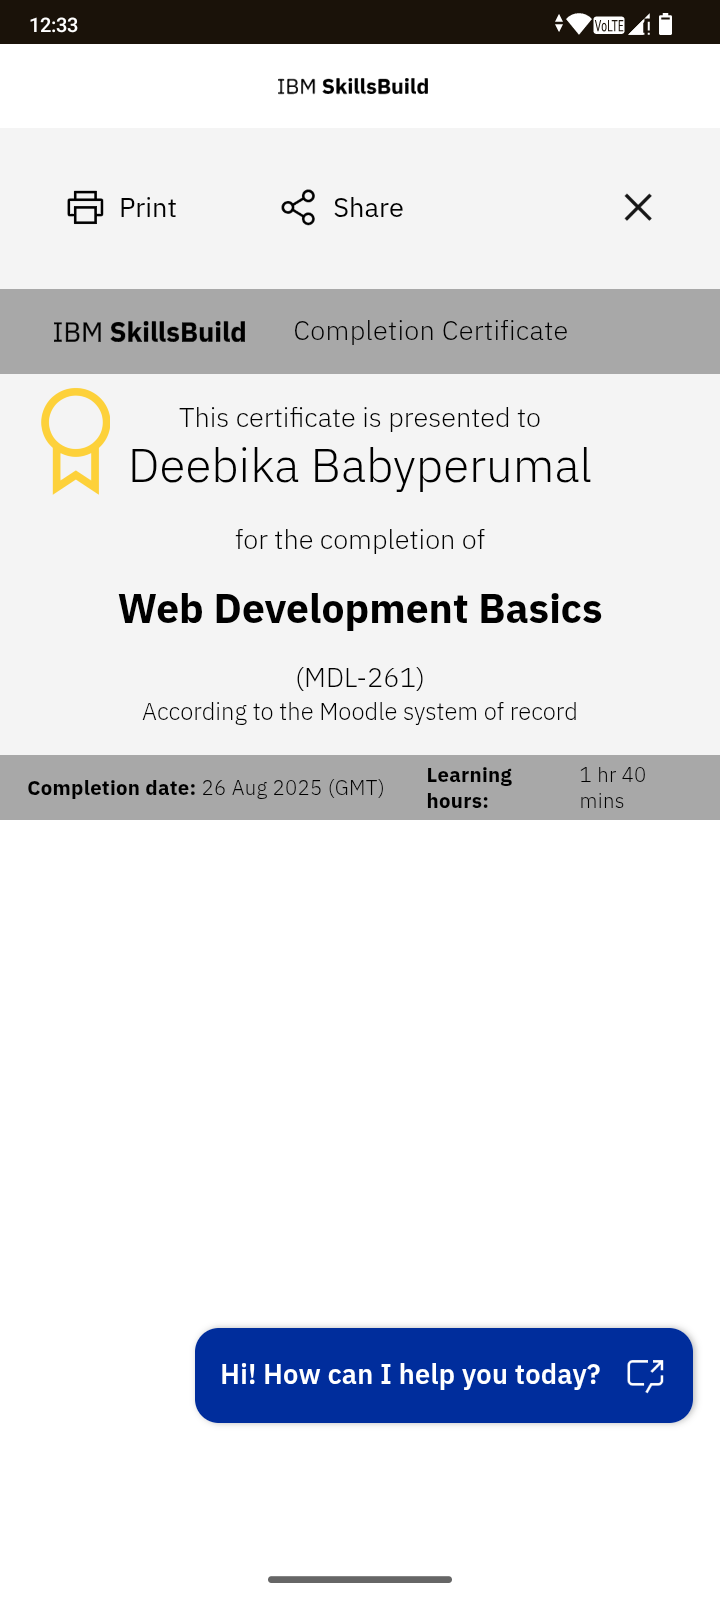 12:33
VoLTE
IBM SkillsBuild
Print
Share
IBM SkillsBuild
Completion Certificate
This certificate is presented to
Deebika Babyperumal
for the completion of
Web Development Basics
(MDL-261)
According to the Moodle system of record
Completion date: 26 Aug 2025 (GMT)
Learning
hours:
1 hr 40
mins
Hi! How can I help you today?